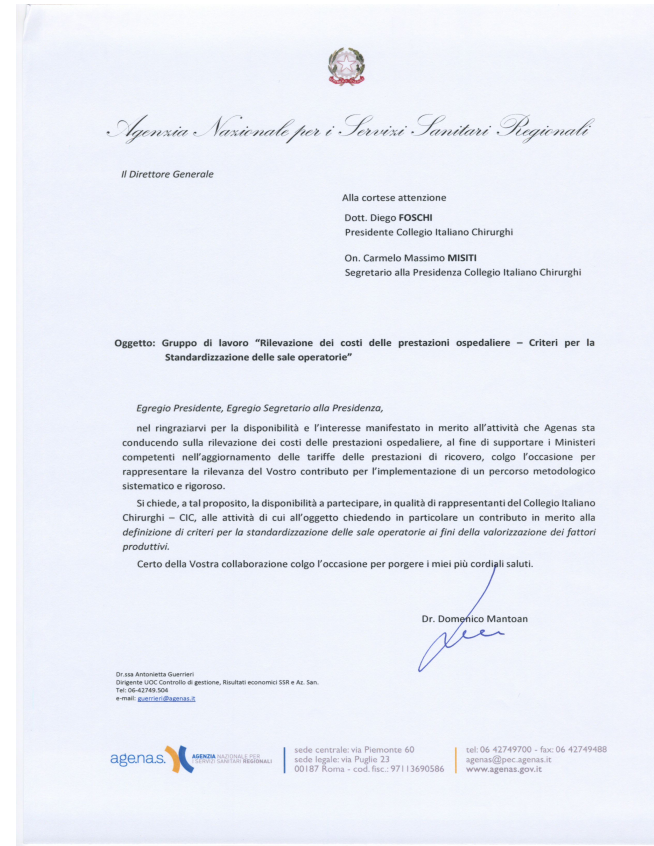 Agenzia Nazionale per i Servizi Sanitari Regionali
Il Direttore Generale
Alla cortese attenzione
Dott. Diego FOSCHI
Presidente Collegio Italiano Chirurghi
On. Carmelo Massimo MISITI
Segretario alla Presidenza Collegio Italiano Chirurghi
Oggetto: Gruppo di lavoro “Rilevazione dei costi delle prestazioni ospedaliere – Criteri per la
Standardizzazione delle sale operatorie”
Egregio Presidente, Egregio Segretario alla Presidenza,
nel ringraziarvi per la disponibilità e l’interesse manifestato in merito all’attività che Agenas sta
conducendo sulla rilevazione dei costi delle prestazioni ospedaliere, al fine di supportare i Ministeri
competenti nell’aggiornamento delle tariffe delle prestazioni di ricovero, colgo l’occasione per
rappresentare la rilevanza del Vostro contributo per l’implementazione di un percorso metodologico
sistematico e rigoroso.
Si chiede, a tal proposito, la disponibilità a partecipare, in qualità di rappresentanti del Collegio Italiano
Chirurghi – CIC, alle attività di cui all’oggetto chiedendo in particolare un contributo in merito alla
definizione di criteri per la standardizzazione delle sale operatorie ai fini della valorizzazione dei fattori
produttivi.
Certo della Vostra collaborazione colgo l’occasione per porgere i miei più cordiali saluti.
Dr. Domenico Mantoan
Dr.ssa Antonietta Guerrieri
Dirigente UOC Controllo di gestione, Risultati economici SSR e Az. San.
Tel: 06-42749.504
e-mail: guerrieri@agenas.it
age.na.s.
AGENZIA NAZIONALE PER
I SERVIZI SANITARI REGIONALI
sede centrale: via Piemonte 60
sede legale: via Puglie 23
00187 Roma - cod. fisc.: 97113690586
tel: 06 42749700 - fax: 06 42749488
agenas@pec.agenas.it
www.agenas.gov.it